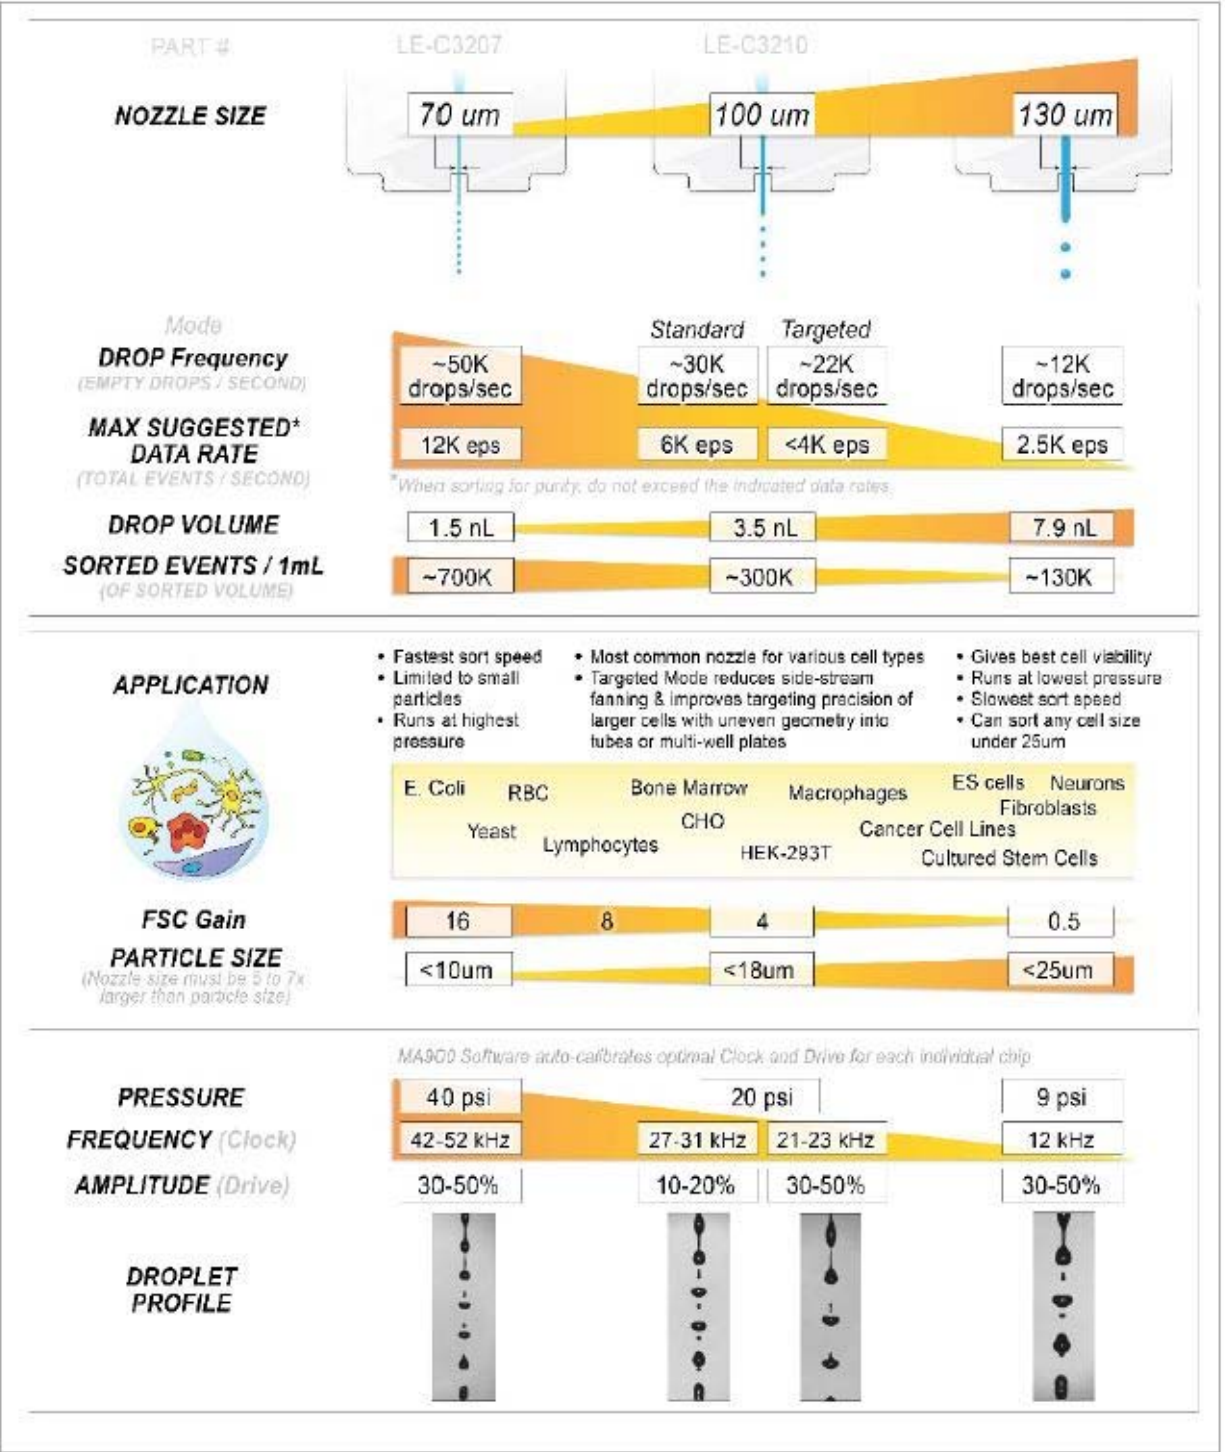 PART # LE-C3207 LE-C3210
NOZZLE SIZE 70 um 100 um 130 um
Mode Standard Targeted
DROP Frequency ~50K ~30K ~22K ~12K
(EMPTY DROPS / SECOND) drops/sec drops/sec drops/sec drops/sec
MAX SUGGESTED*
DATA RATE 12K eps 6K eps <4K eps 2.5K eps
(TOTAL EVENTS / SECOND)
*When sorting for purity, do not exceed the indicated data rates
DROP VOLUME 1.5 nL 3.5 nL 7.9 nL
SORTED EVENTS / 1mL ~700K ~300K ~130K
(OF SORTED VOLUME)
APPLICATION
• Fastest sort speed
• Limited to small
particles
• Runs at highest
pressure
• Most common nozzle for various cell types
• Targeted Mode reduces side-stream
fanning & improves targeting precision of
larger cells with uneven geometry into
tubes or multi-well plates
• Gives best cell viability
• Runs at lowest pressure
• Slowest sort speed
• Can sort any cell size
under 25um
E. Coli RBC Bone Marrow Macrophages ES cells Neurons
Fibroblasts
Yeast CHO Cancer Cell Lines
Lymphocytes HEK-293T Cultured Stem Cells
FSC Gain 16 8 4 0.5
PARTICLE SIZE <10um <18um <25um
(Nozzle size must be 5 to 7x
larger than particle size)
MA900 Software auto-calibrates optimal Clock and Drive for each individual chip
PRESSURE 40 psi 20 psi 9 psi
FREQUENCY (Clock) 42-52 kHz 27-31 kHz 21-23 kHz 12 kHz
AMPLITUDE (Drive) 30-50% 10-20% 30-50% 30-50%
DROPLET
PROFILE